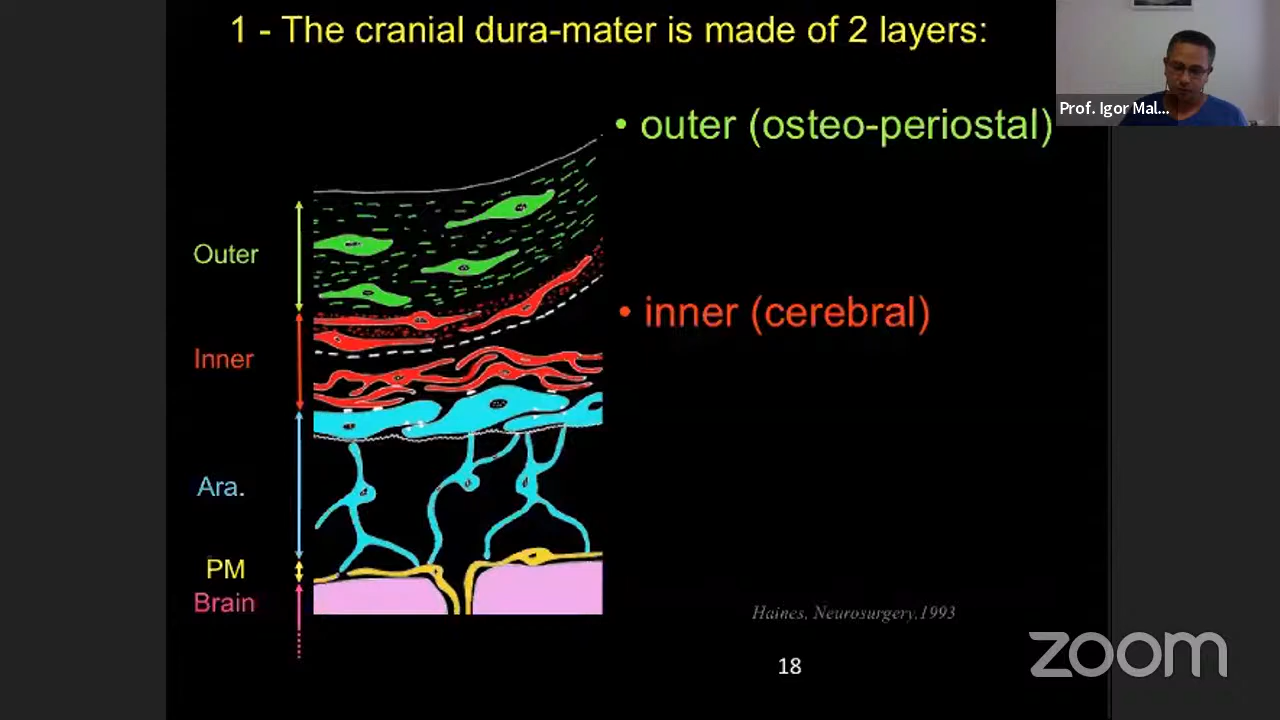 1 - The cranial dura-mater is made of 2 layers:
Prof. Igor Mal...
• outer (osteo-periostal)
Outer
• inner (cerebral)
Inner
Ara.
PM
Brain
Haines, Neurosurgery,1993
18
zoom